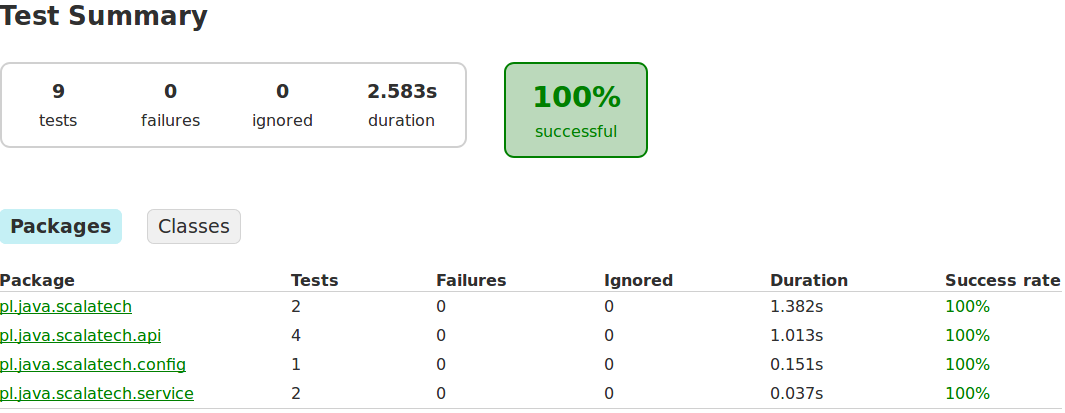 Test Summary
9 0 0 2.583s
tests failures ignored duration
100%
successful
Packages Classes
Package Tests Failures Ignored Duration Success rate
pl.java.scalatech 2 0 0 1.382s 100%
pl.java.scalatech.api 4 0 0 1.013s 100%
pl.java.scalatech.config 1 0 0 0.151s 100%
pl.java.scalatech.service 2 0 0 0.037s 100%